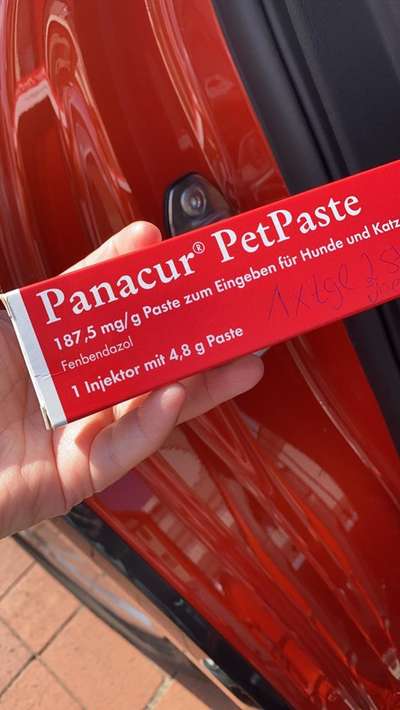 Panacur® PetPaste
187,5 mg/g Paste zum Eingeben für Hunde und Katz
Fenbendazol
1 Injektor mit 4,8 g Paste
1x tgl